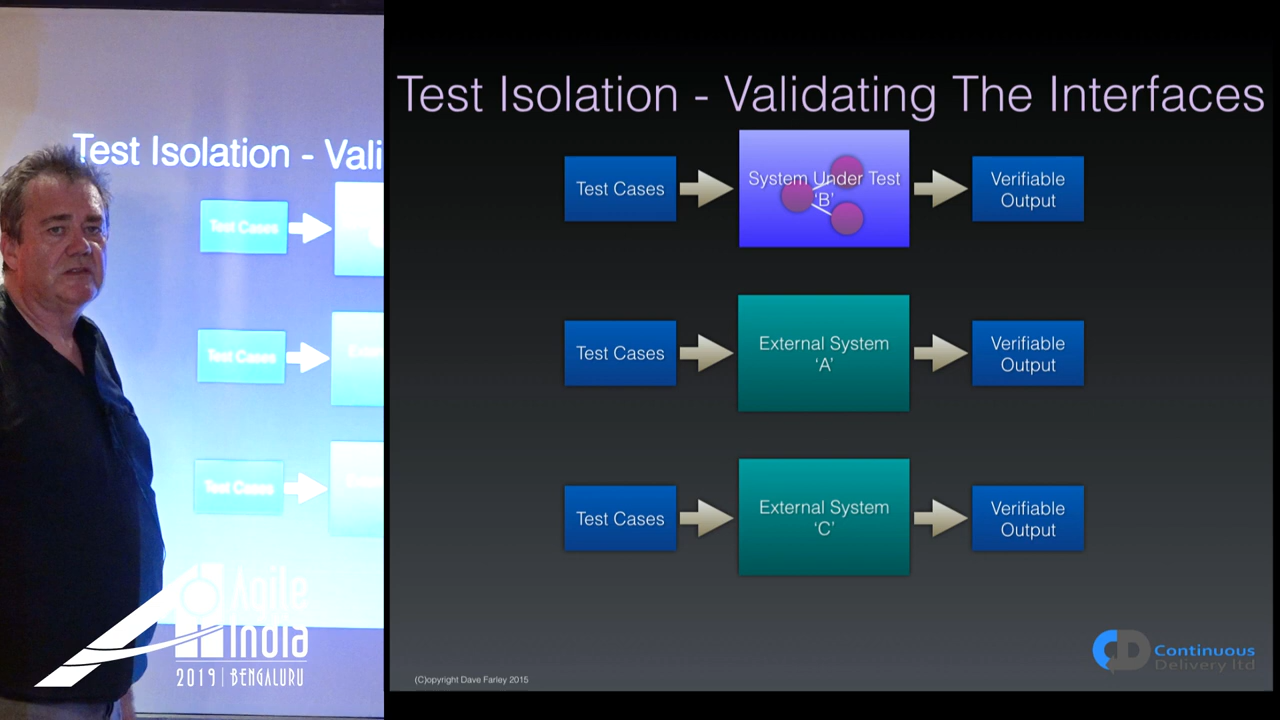 Test Isolation - Validating The Interfaces
Test Cases
System Under Test
‘B’
Verifiable
Output
Test Cases
External System
‘A’
Verifiable
Output
Test Cases
External System
‘C’
Verifiable
Output
(C)opyright Dave Farley 2015
Continuous
Delivery ltd
Test Isolation - Vali
Test Cases
Test Cases
Test Cases
Agile
India
2019 | BENGALURU